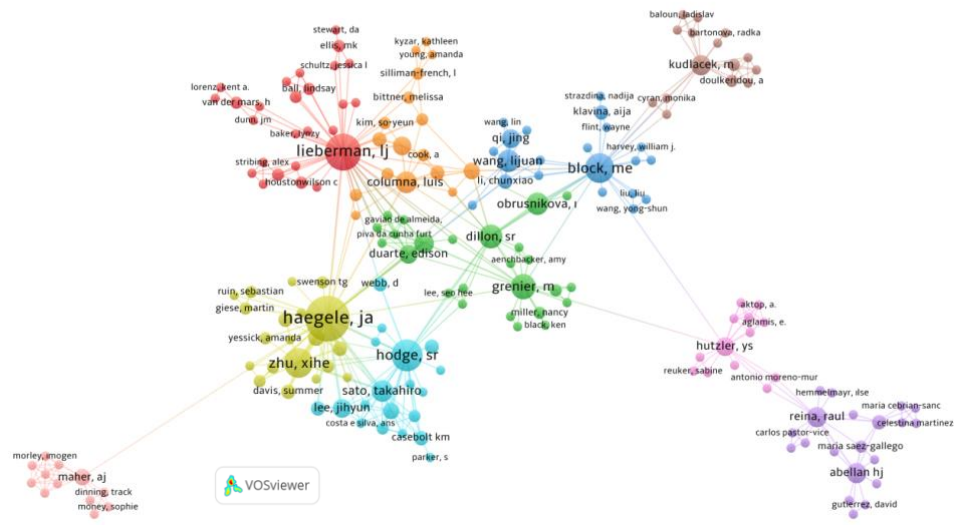 baloun, ladislav
stewart, da
bartonova, radka
kyzar, kathleen
ellis, mk
young, amanda
schultz, jessica l
kudlacek, m
silliman-french, l
doulkeridou, a
lorenz, kent a.
ball, lindsay
bittner, melissa
strazdina, nadija
cyran, monika
van der mars, h
klavina, aija
dunn, jm
kim, so-yeun
wang, lin
flint, wayne
baker, lynzy
qi, jing
harvey, william j.
lieberman, lj
cook, a
stribing, alex
wang, lijuan
block, me
houstonwilson c
columna, luis
li, chunxiao
liu, liu
obrusnikova, i
wang, yong-shun
gavião de almeida,
piva da cunha furt
dillon, sr
duarte, edison
aenchbacker, amy
swenson tg
webb, d
ruin, sebastian
lee, seo hee
grenier, m
giese, martin
aktop, a.
haegele, ja
miller, nancy
aglamis, e.
black, ken
yessick, amanda
hutzler, ys
hodge, sr
zhu, xihe
reuker, sabine
antonio moreno-mur
davis, summer
sato, takahiro
hemmelmayr, ilse
lee, jihyun
maria cebrian-sanc
reina, raul
costa e silva, ans
celestina martinez
carlos pastor-vice
casebolt km
maria saez-gallego
parker, s
morley, imogen
maher, aj
abellan hj
dinning, track
VOSviewer
money, sophie
gutierrez, david